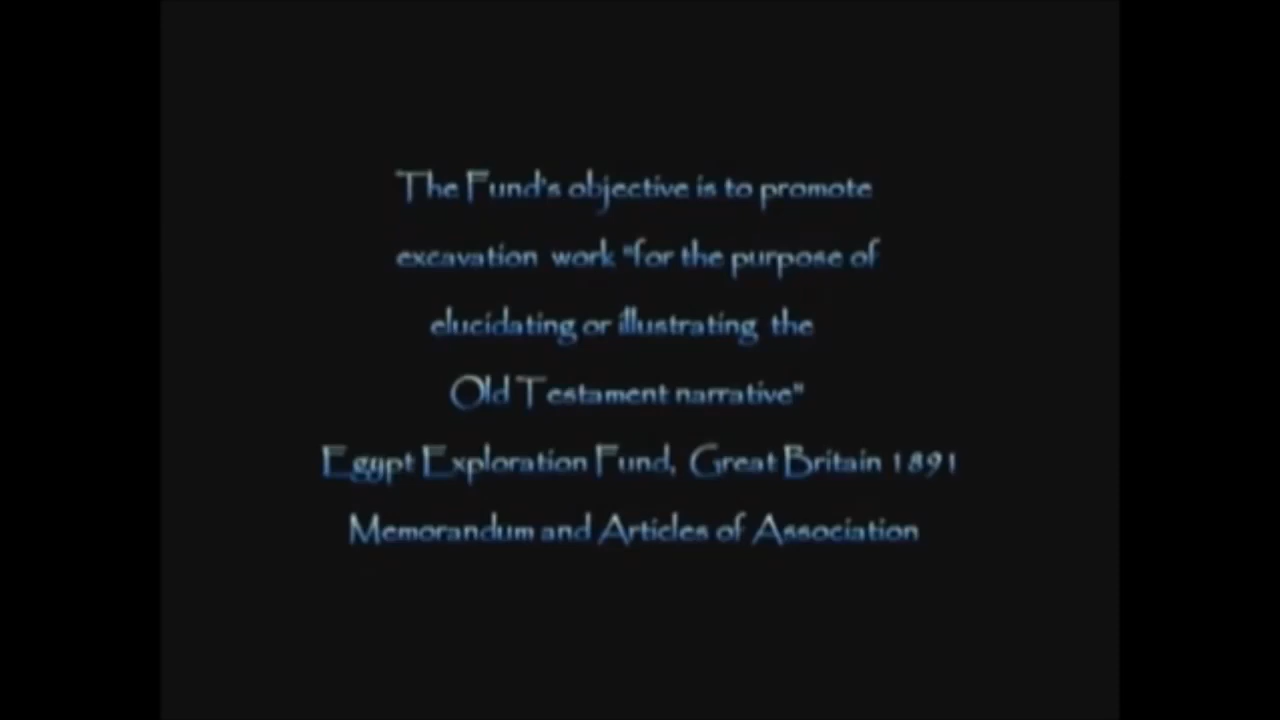 The Fund's objective is to promote
excavation work "for the purpose of
elucidating or illustrating the
Old Testament narrative"
Egypt Exploration Fund, Great Britain 1891
Memorandum and Articles of Association